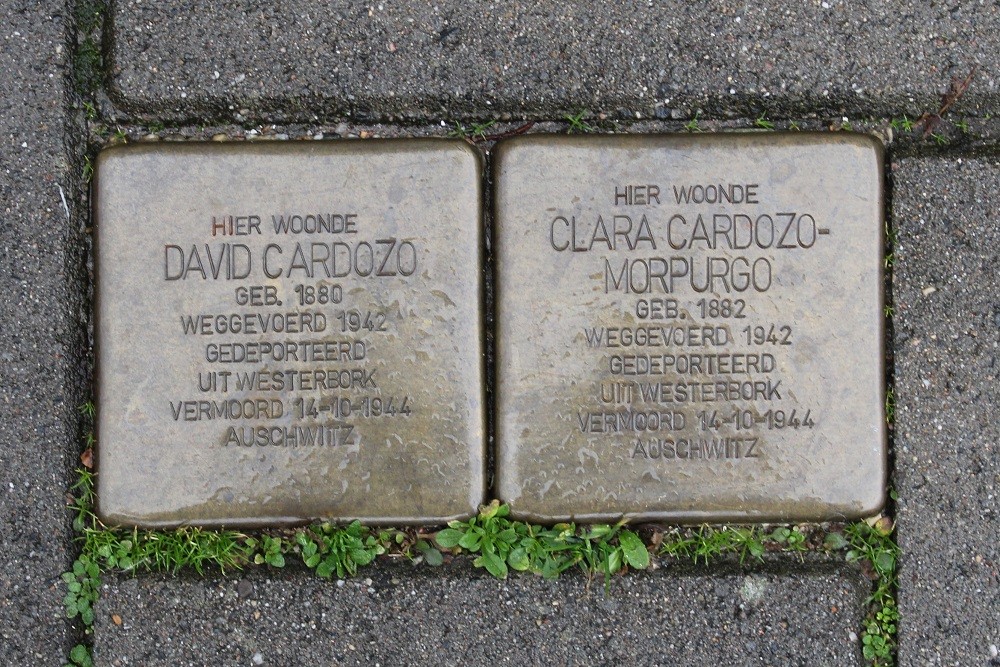 HIER WOONDE
DAVID CARDOZO
GEB. 1880
WEGGEVOERD 1942
GEDEPORTEERD
UIT WESTERBORK
VERMOORD 14-10-1944
AUSCHWITZ
HIER WOONDE
CLARA CARDOZO-
MORPURGO
GEB. 1882
WEGGEVOERD 1942
GEDEPORTEERD
UIT WESTERBORK
VERMOORD 14-10-1944
AUSCHWITZ